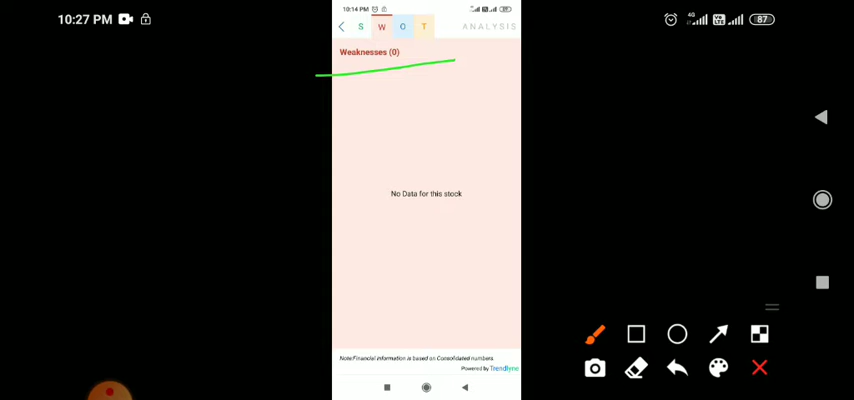 10:27 PM
4G
87
10:14 PM
S W O T ANALYSIS
Weaknesses (0)
No Data for this stock
Note:Financial Information is based on Consolidated numbers.
Powered by Trendlyne